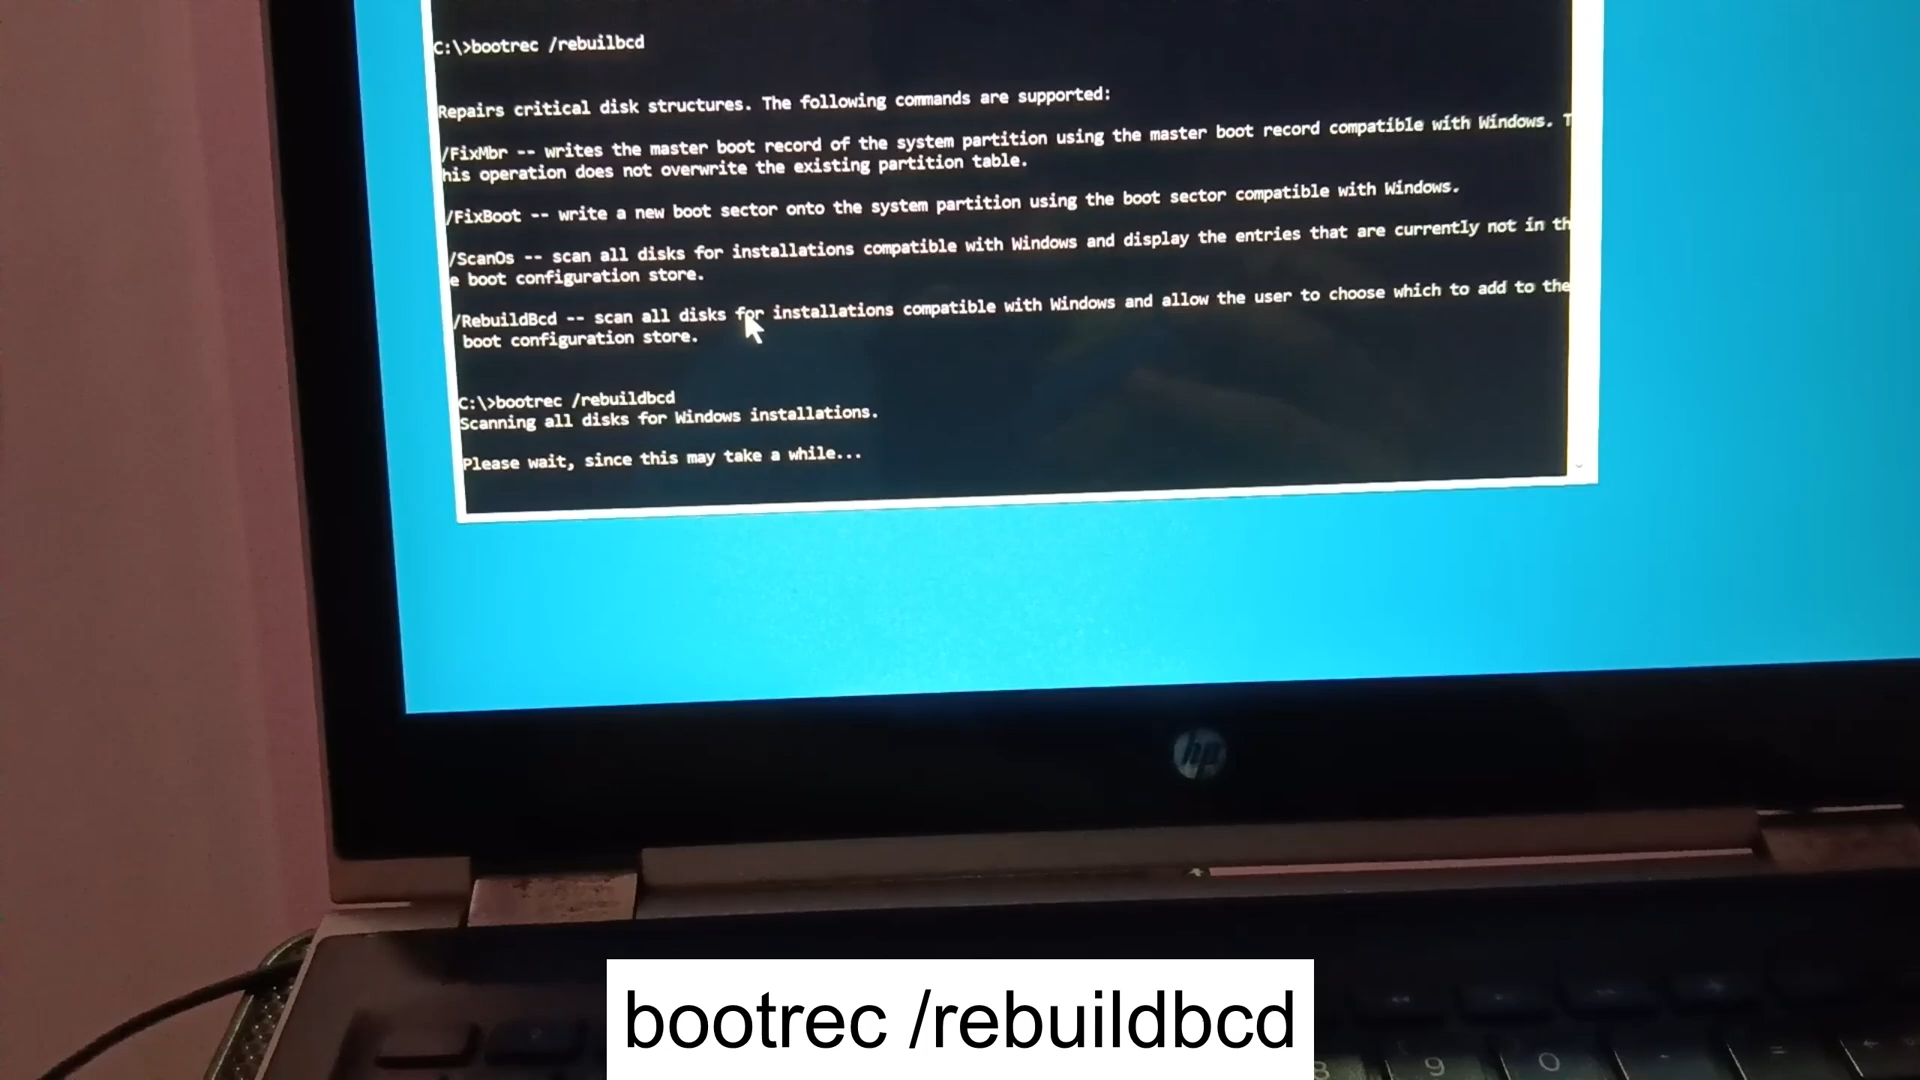 C:\>bootrec /rebuilbcd
Repairs critical disk structures. The following commands are supported:
/FixMbr -- writes the master boot record of the system partition using the master boot record compatible with Windows. T
his operation does not overwrite the existing partition table.
/FixBoot -- write a new boot sector onto the system partition using the boot sector compatible with Windows.
/ScanOs -- scan all disks for installations compatible with Windows and display the entries that are currently not in th
e boot configuration store.
/RebuildBcd -- scan all disks for installations compatible with Windows and allow the user to choose which to add to the
boot configuration store.
C:\>bootrec /rebuildbcd
Scanning all disks for Windows installations.
Please wait, since this may take a while...
hp
bootrec /rebuildbcd
8 9 0 - =